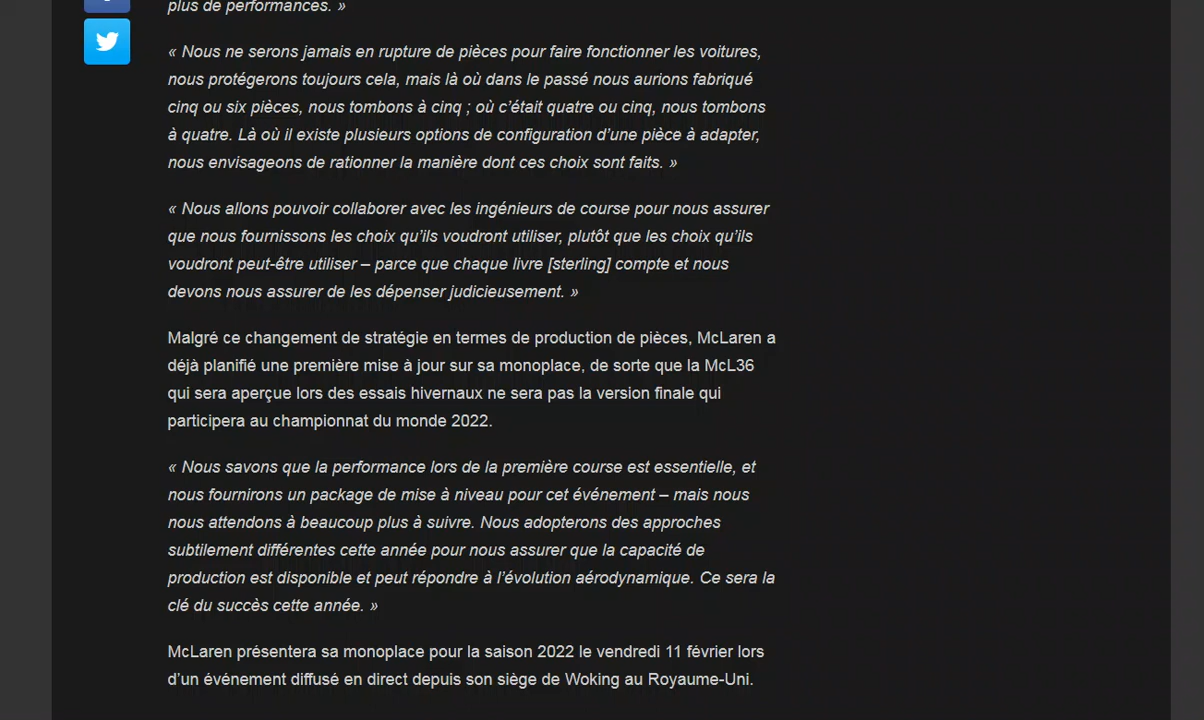 plus de performances. »
« Nous ne serons jamais en rupture de pièces pour faire fonctionner les voitures,
nous protégerons toujours cela, mais là où dans le passé nous aurions fabriqué
cinq ou six pièces, nous tombons à cinq ; où c’était quatre ou cinq, nous tombons
à quatre. Là où il existe plusieurs options de configuration d’une pièce à adapter,
nous envisageons de rationner la manière dont ces choix sont faits. »
« Nous allons pouvoir collaborer avec les ingénieurs de course pour nous assurer
que nous fournissons les choix qu’ils voudront utiliser, plutôt que les choix qu’ils
voudront peut-être utiliser – parce que chaque livre [sterling] compte et nous
devons nous assurer de les dépenser judicieusement. »
Malgré ce changement de stratégie en termes de production de pièces, McLaren a
déjà planifié une première mise à jour sur sa monoplace, de sorte que la McL36
qui sera aperçue lors des essais hivernaux ne sera pas la version finale qui
participera au championnat du monde 2022.
« Nous savons que la performance lors de la première course est essentielle, et
nous fournirons un package de mise à niveau pour cet événement – mais nous
nous attendons à beaucoup plus à suivre. Nous adopterons des approches
subtilement différentes cette année pour nous assurer que la capacité de
production est disponible et peut répondre à l’évolution aérodynamique. Ce sera la
clé du succès cette année. »
McLaren présentera sa monoplace pour la saison 2022 le vendredi 11 février lors
d’un événement diffusé en direct depuis son siège de Woking au Royaume-Uni.